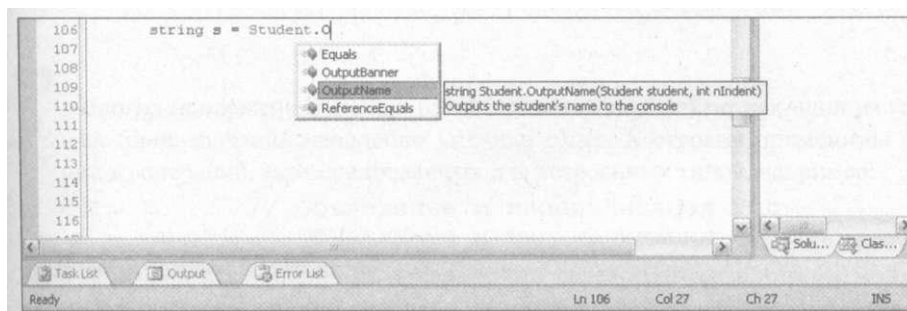 106 string s = Student.O
107
108
109
110
111
112
113
114
115
116
Equals
OutputBanner
OutputName
ReferenceEquals
string Student.OutputName(Student student, int nIndent)
Outputs the student's name to the console
Solu... Clas...
Task List Output Error List
Ready Ln 106 Col 27 Ch 27 INS